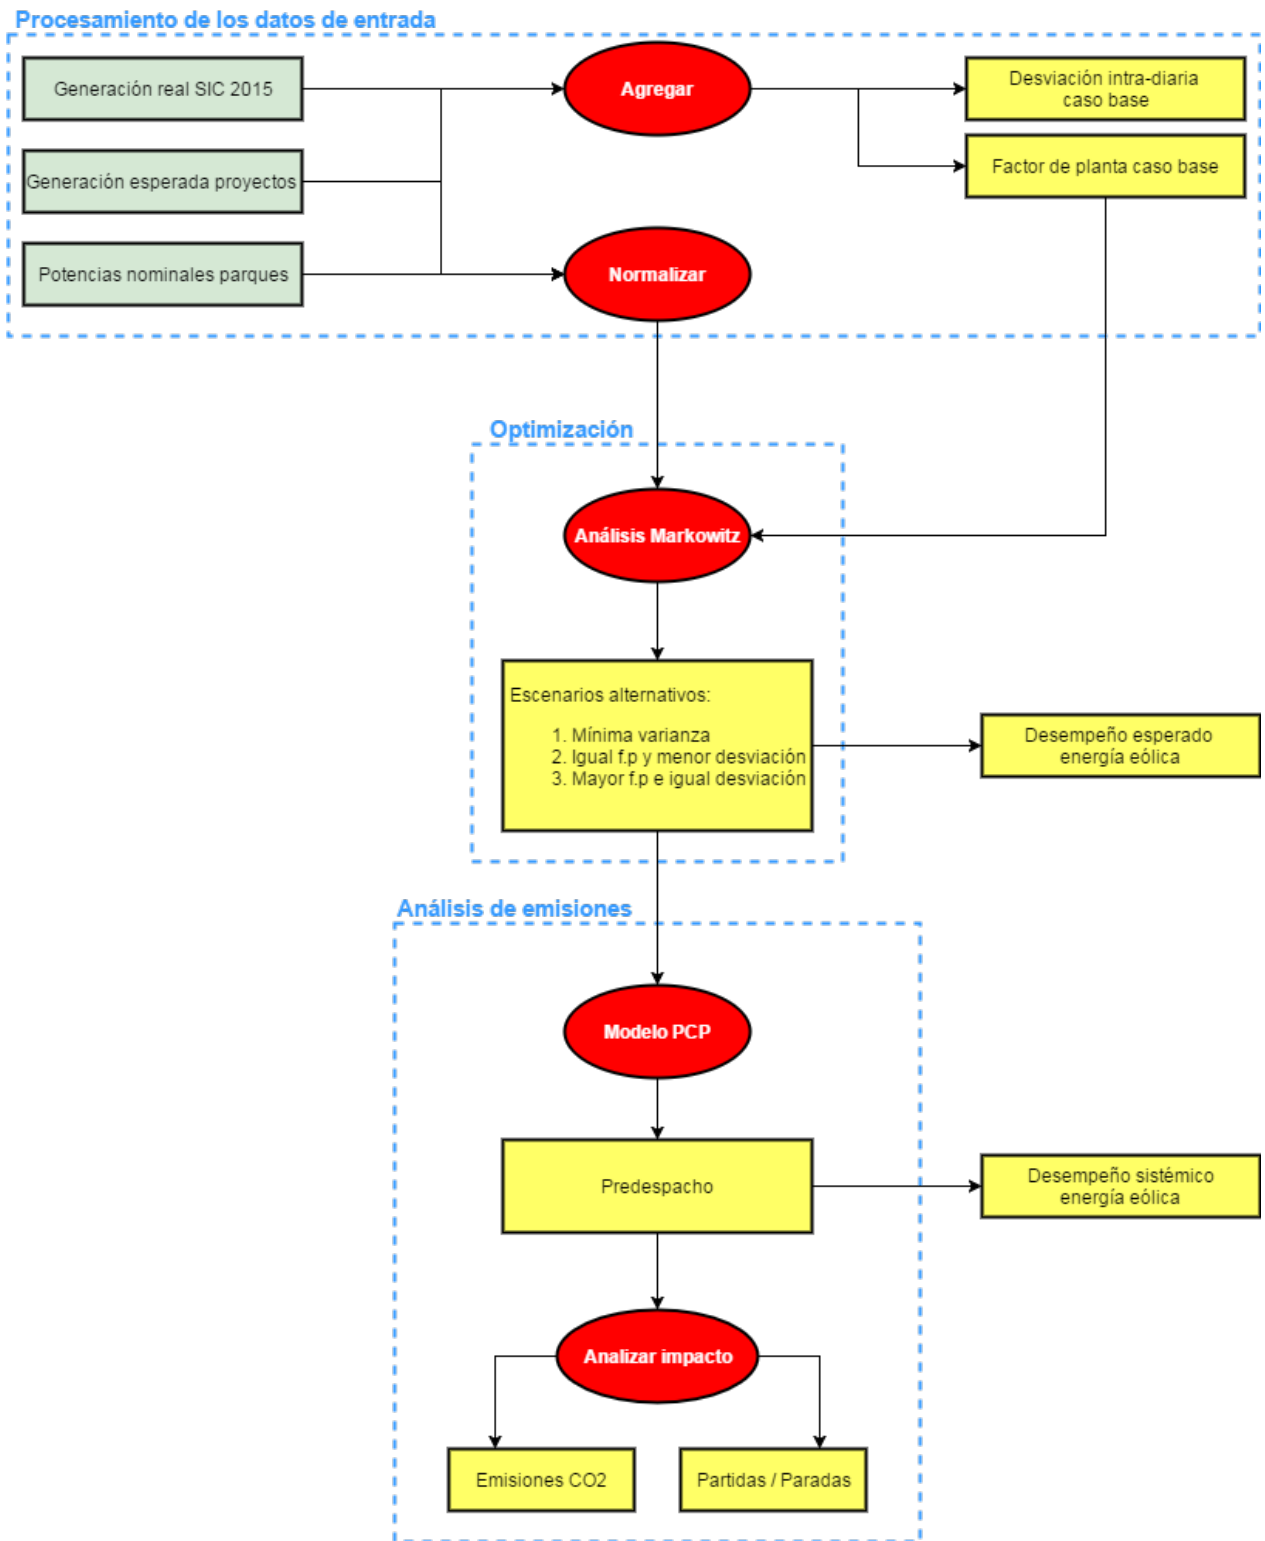 Procesamiento de los datos de entrada
Generación real SIC 2015
Agregar
Desviación intra-diaria
caso base
Generación esperada proyectos
Factor de planta caso base
Potencias nominales parques
Normalizar
Optimización
Análisis Markowitz
Escenarios alternativos:
1. Mínima varianza
2. Igual f.p y menor desviación
3. Mayor f.p e igual desviación
Desempeño esperado
energía eólica
Análisis de emisiones
Modelo PCP
Predespacho
Desempeño sistémico
energía eólica
Analizar impacto
Emisiones CO2
Partidas / Paradas